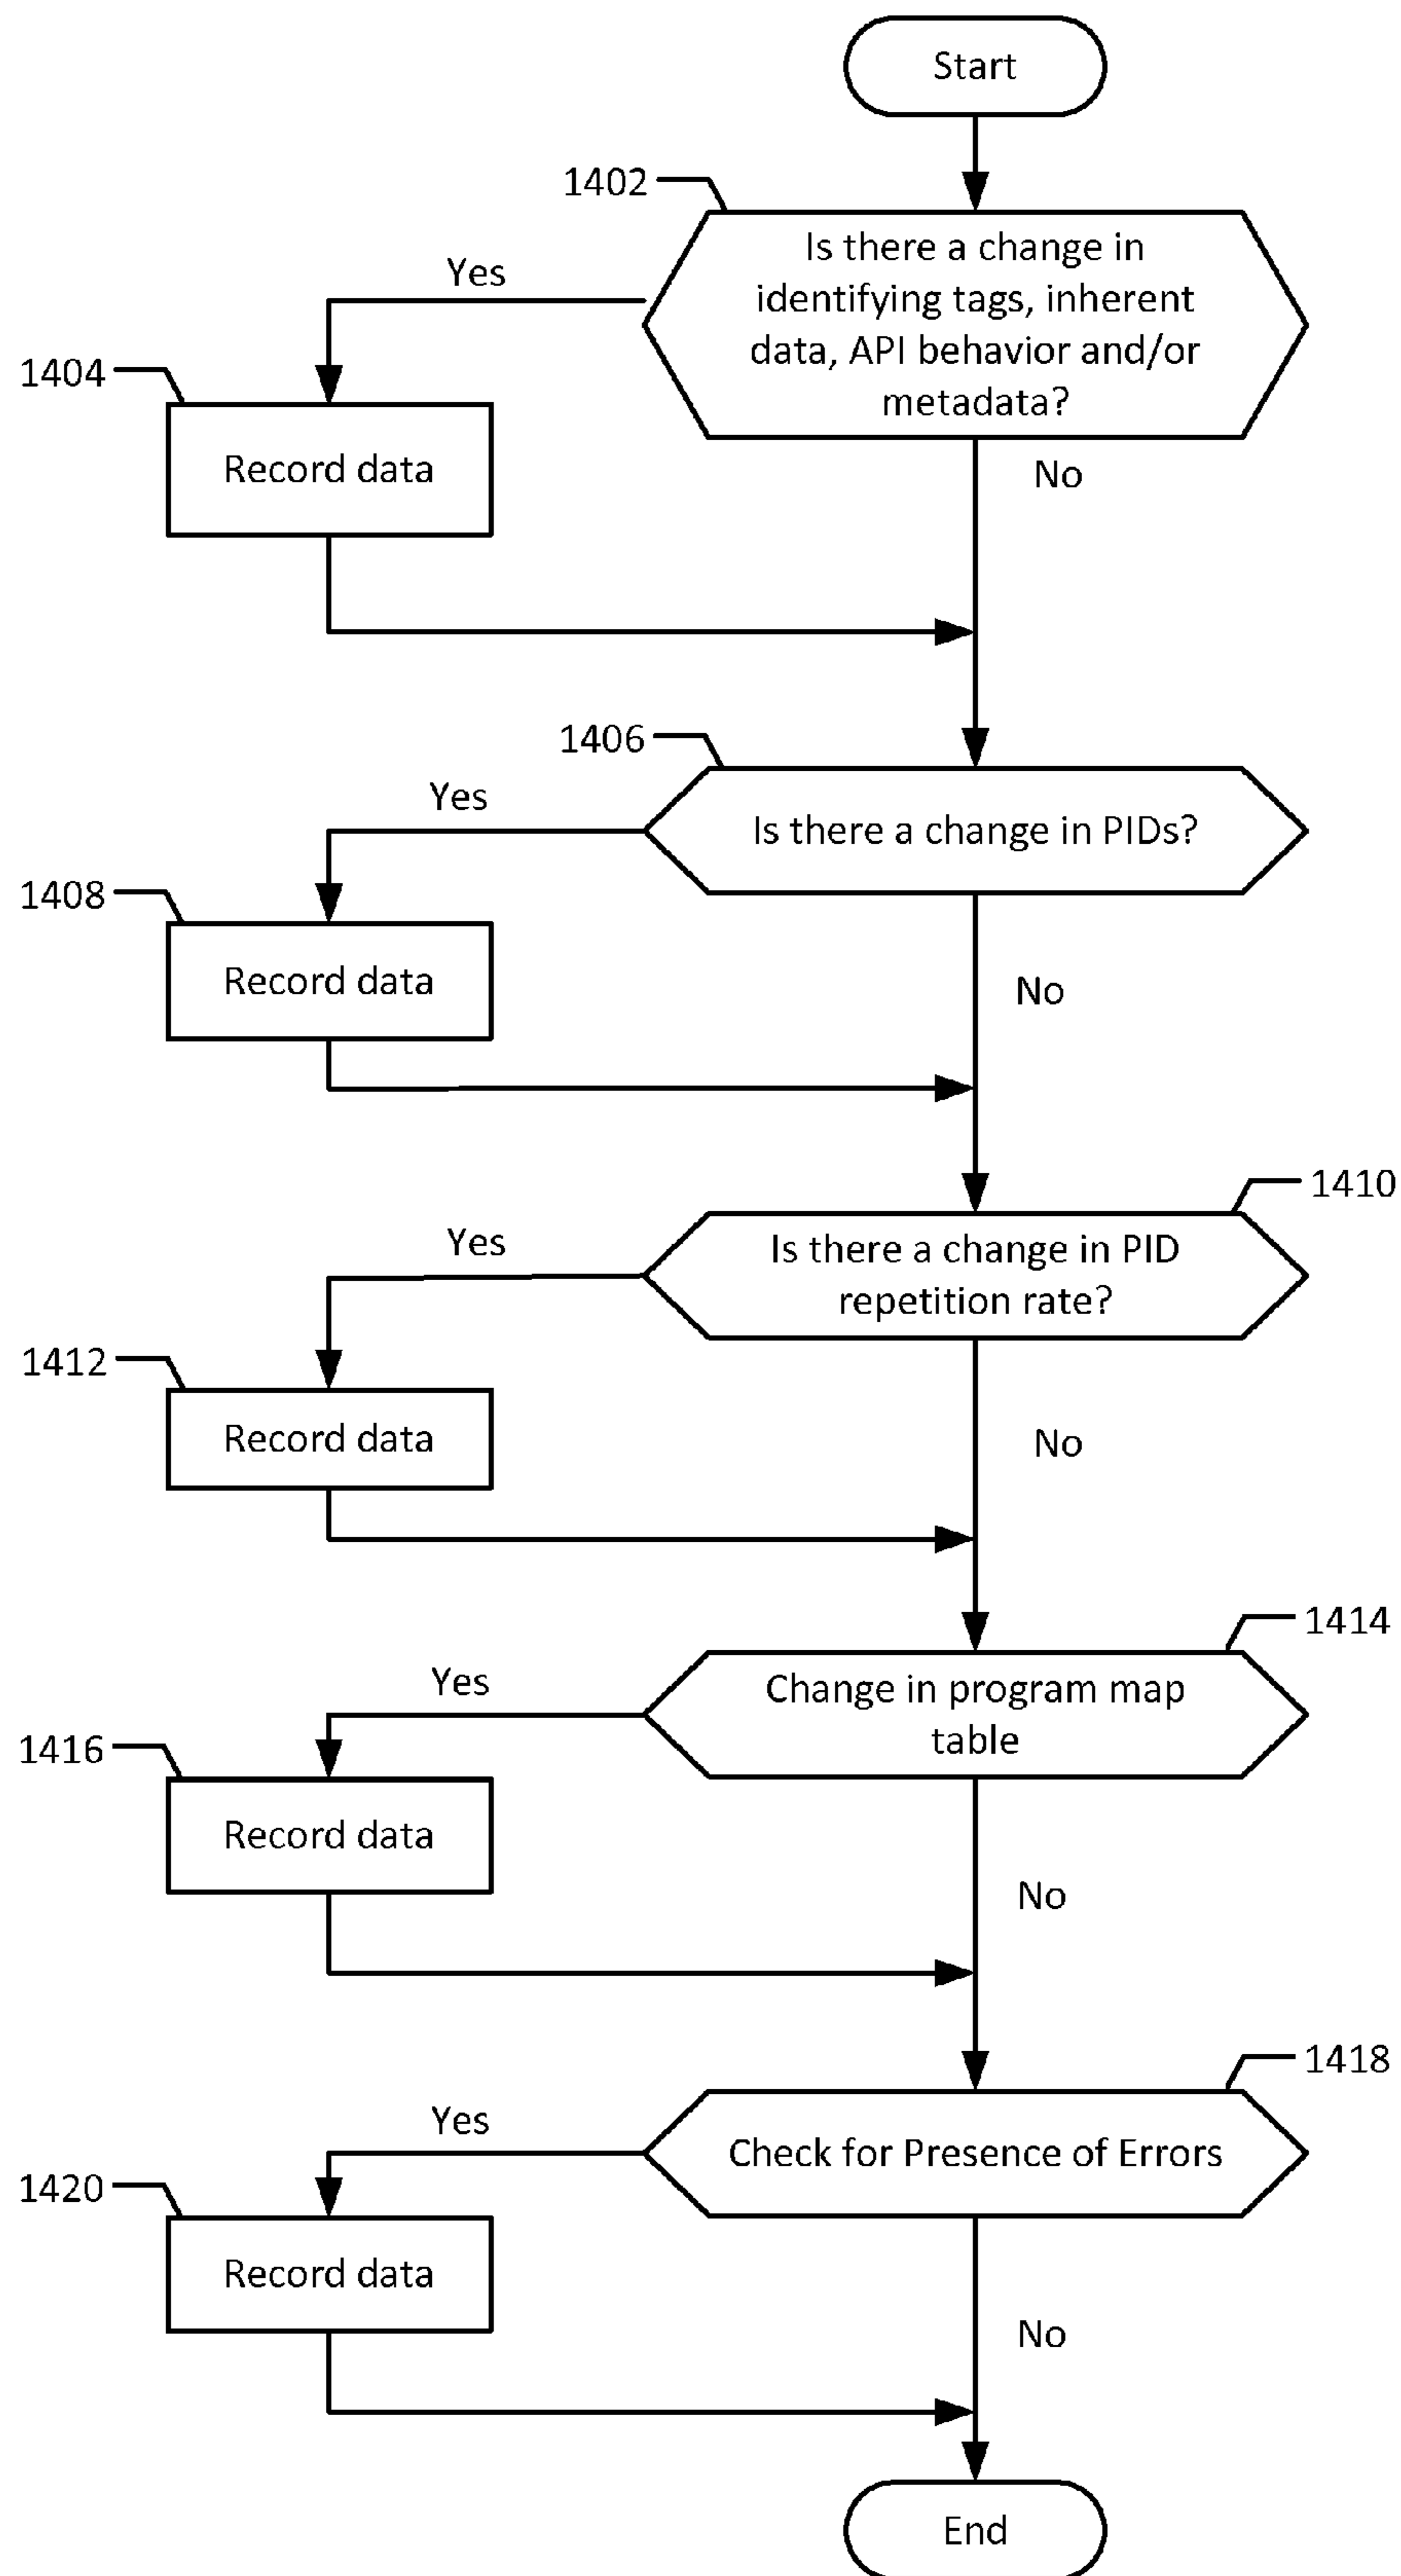 Start
1402
Is there a change in
identifying tags, inherent
data, API behavior and/or
metadata?
Yes
1404
Record data
No
1406
Is there a change in PIDs?
Yes
1408
Record data
No
1410
Is there a change in PID
repetition rate?
Yes
1412
Record data
No
1414
Change in program map
table
Yes
1416
Record data
No
1418
Check for Presence of Errors
Yes
1420
Record data
No
End